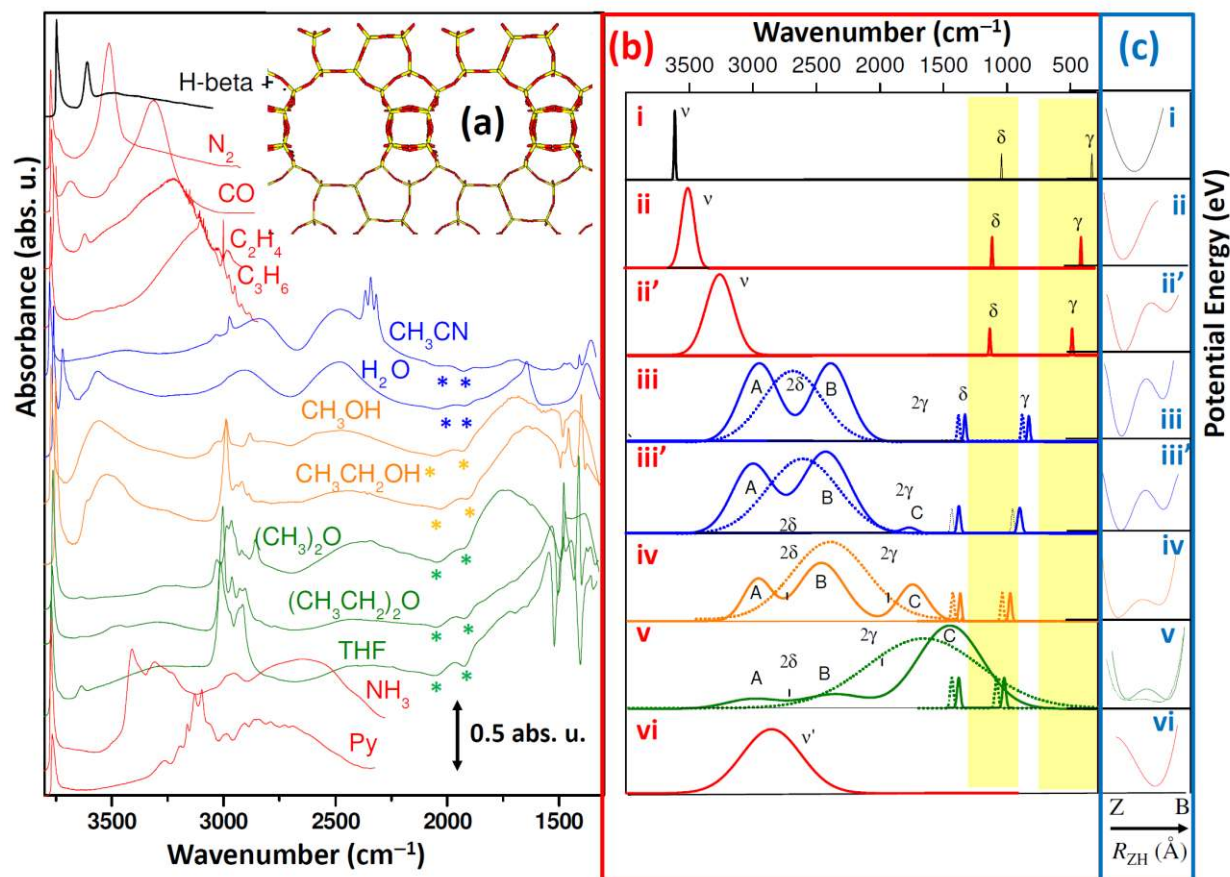 (b)
Wavenumber (cm⁻¹)
3500 3000 2500 2000 1500 1000 500
(c)
H-beta + :
(a)
N₂
CO
C₂H₄
C₃H₆
CH₃CN
* *
H₂O
* *
CH₃OH
* *
CH₃CH₂OH
* *
(CH₃)₂O
* *
(CH₃CH₂)₂O
* *
THF
* *
NH₃
Py
0.5 abs. u.
Absorbance (abs. u.)
3500 3000 2500 2000 1500
Wavenumber (cm⁻¹)
i
ν
δ
γ
ii
ν
δ
γ
ii'
ν
δ
γ
iii
A
2δ
B
2γ
δ
γ
iii'
A
B
2γ
C
2δ
iv
2δ
2γ
A
B
C
v
2γ
C
A
2δ
B
vi
ν'
i
ii
ii'
iii
iii'
iv
v
vi
Z B
R_ZH (Å)
Potential Energy (eV)